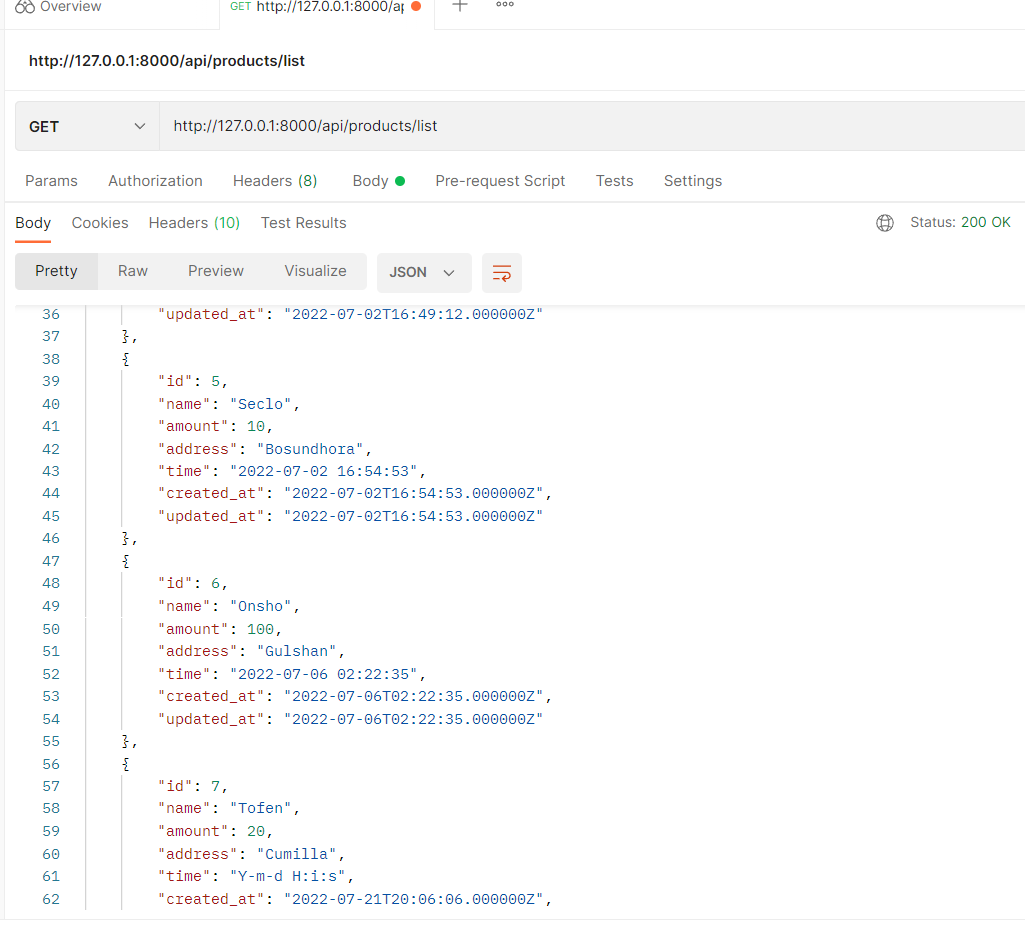 Overview
GET http://127.0.0.1:8000/ap
http://127.0.0.1:8000/api/products/list
GET http://127.0.0.1:8000/api/products/list
Params Authorization Headers (8) Body Pre-request Script Tests Settings
Body Cookies Headers (10) Test Results Status: 200 OK
Pretty Raw Preview Visualize JSON
36 "updated_at": "2022-07-02T16:49:12.000000Z"
37 },
38 {
39 "id": 5,
40 "name": "Seclo",
41 "amount": 10,
42 "address": "Bosundhora",
43 "time": "2022-07-02 16:54:53",
44 "created_at": "2022-07-02T16:54:53.000000Z",
45 "updated_at": "2022-07-02T16:54:53.000000Z"
46 },
47 {
48 "id": 6,
49 "name": "Onsho",
50 "amount": 100,
51 "address": "Gulshan",
52 "time": "2022-07-06 02:22:35",
53 "created_at": "2022-07-06T02:22:35.000000Z",
54 "updated_at": "2022-07-06T02:22:35.000000Z"
55 },
56 {
57 "id": 7,
58 "name": "Tofen",
59 "amount": 20,
60 "address": "Cumilla",
61 "time": "Y-m-d H:i:s",
62 "created_at": "2022-07-21T20:06:06.000000Z",